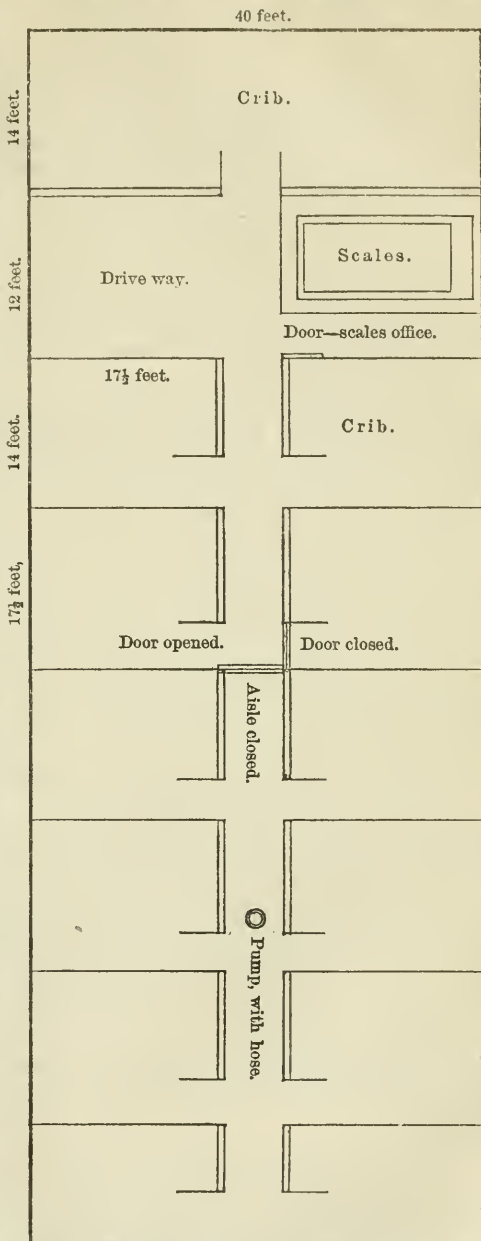 40 feet.
14 feet.
Crib.
12 feet.
Drive way.
Scales.
Door—scales office.
17½ feet.
14 feet.
Crib.
17½ feet,
Door opened.
Door closed.
Aisle closed.
Pump, with hose.